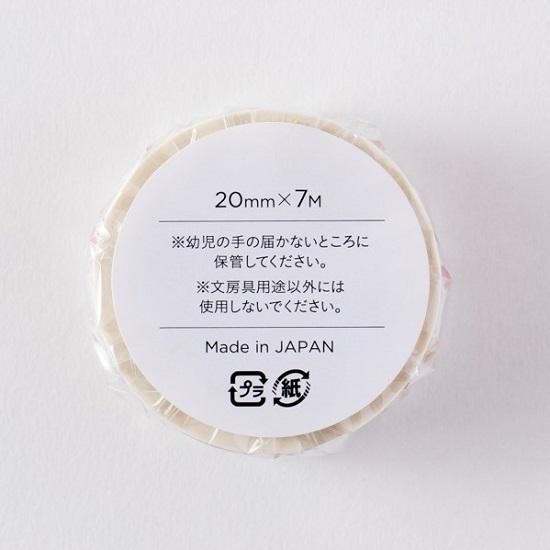 20mm×7M
※幼児の手の届かないところに
保管してください。
※文房具用途以外には
使用しないでください。
Made in JAPAN
プラ 紙